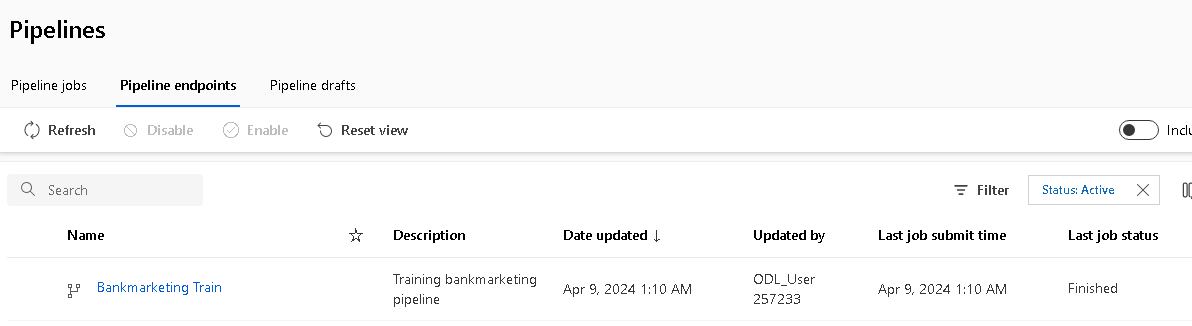 Pipelines
Pipeline jobs Pipeline endpoints Pipeline drafts
Refresh Disable Enable Reset view
Search Filter Status: Active
Name Description Date updated ↓ Updated by Last job submit time Last job status
Bankmarketing Train Training bankmarketing pipeline Apr 9, 2024 1:10 AM ODL_User 257233 Apr 9, 2024 1:10 AM Finished